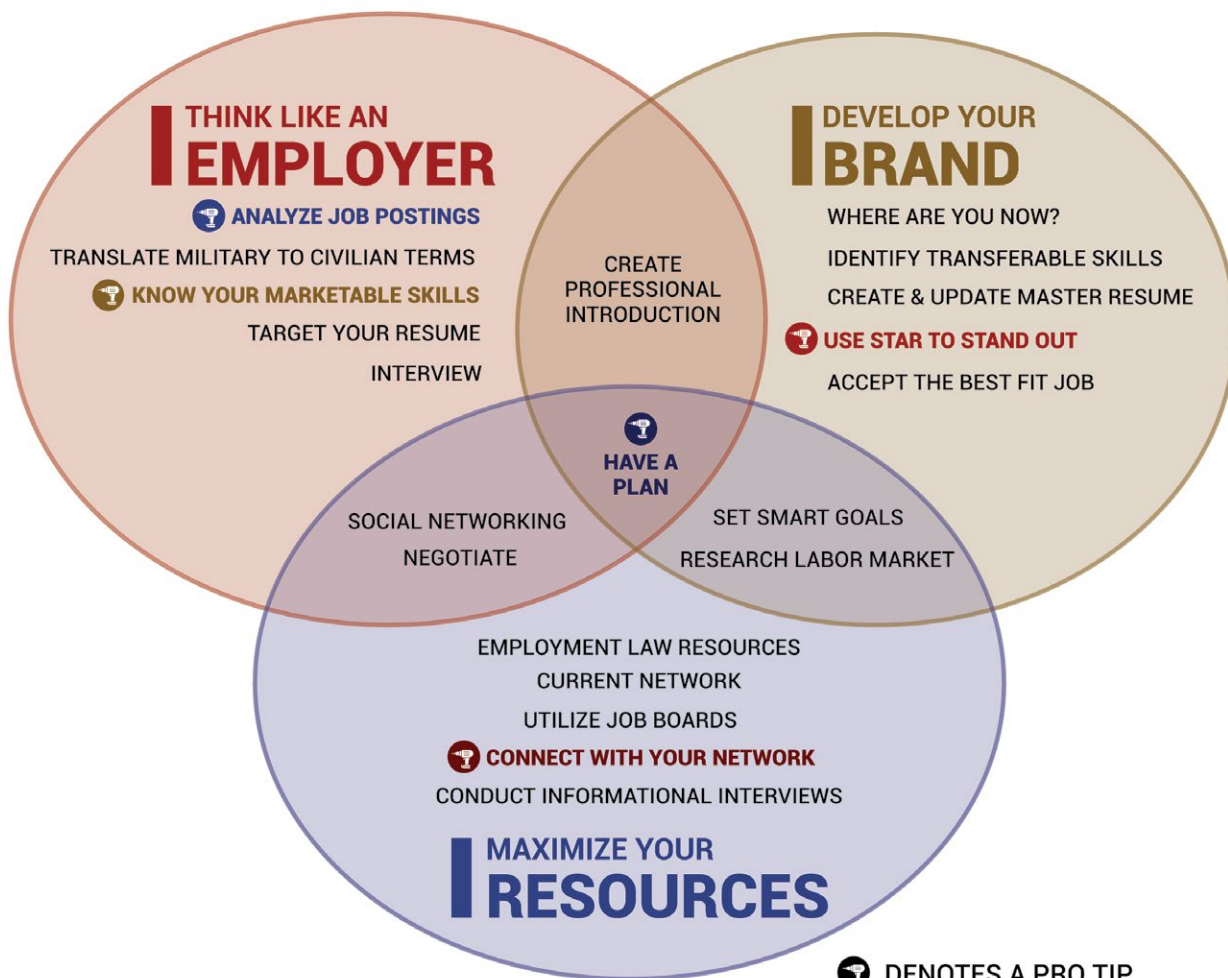 THINK LIKE AN
EMPLOYER
ANALYZE JOB POSTINGS
TRANSLATE MILITARY TO CIVILIAN TERMS
KNOW YOUR MARKETABLE SKILLS
TARGET YOUR RESUME
INTERVIEW
CREATE
PROFESSIONAL
INTRODUCTION
DEVELOP YOUR
BRAND
WHERE ARE YOU NOW?
IDENTIFY TRANSFERABLE SKILLS
CREATE & UPDATE MASTER RESUME
USE STAR TO STAND OUT
ACCEPT THE BEST FIT JOB
HAVE A
PLAN
SOCIAL NETWORKING
NEGOTIATE
SET SMART GOALS
RESEARCH LABOR MARKET
EMPLOYMENT LAW RESOURCES
CURRENT NETWORK
UTILIZE JOB BOARDS
CONNECT WITH YOUR NETWORK
CONDUCT INFORMATIONAL INTERVIEWS
MAXIMIZE YOUR
RESOURCES
DENOTES A PRO TIP